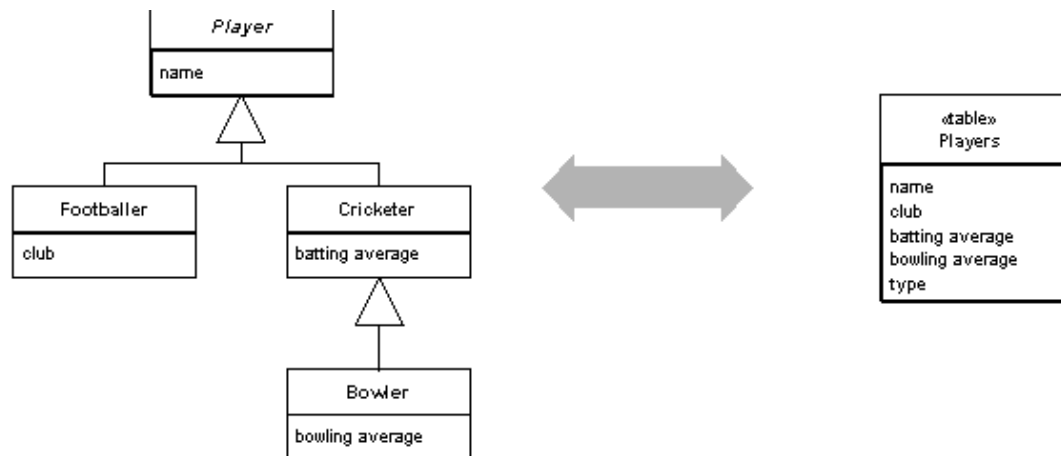 Player
name
Footballer
club
Cricketer
batting average
Bowler
bowling average
«table»
Players
name
club
batting average
bowling average
type